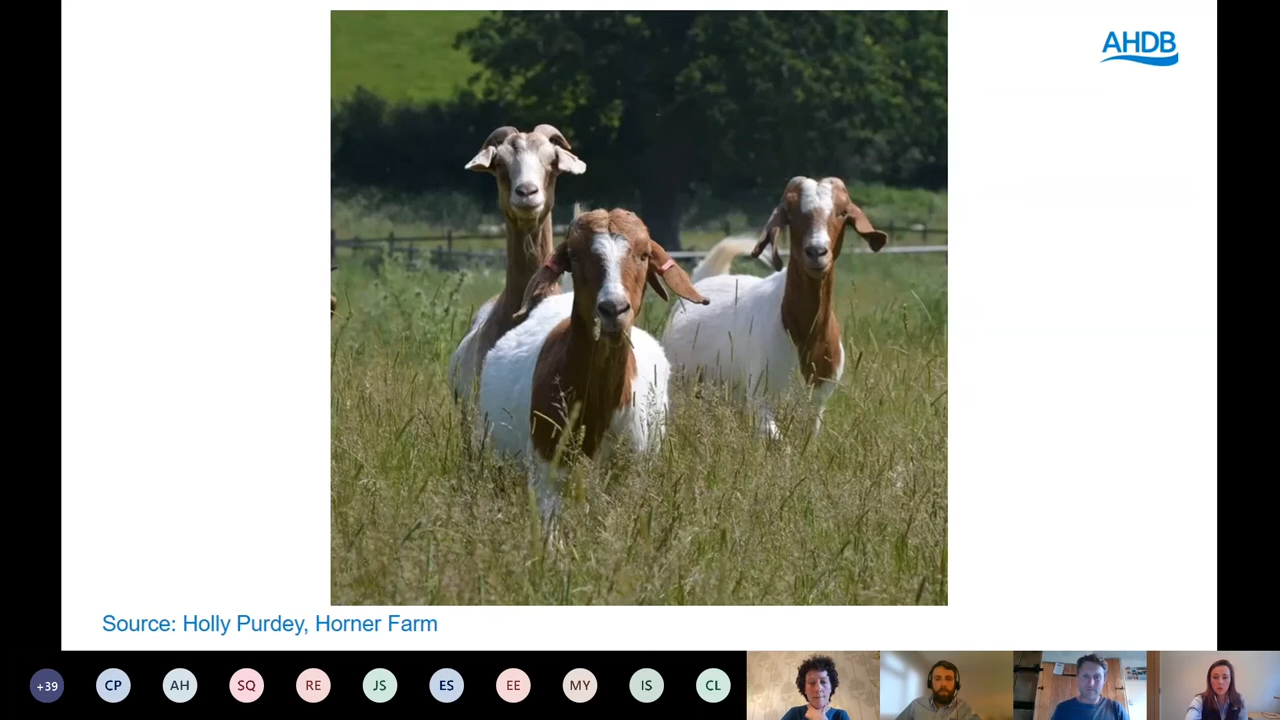 AHDB
Source: Holly Purdey, Horner Farm
+39
CP
AH
SQ
RE
JS
ES
EE
MY
IS
CL